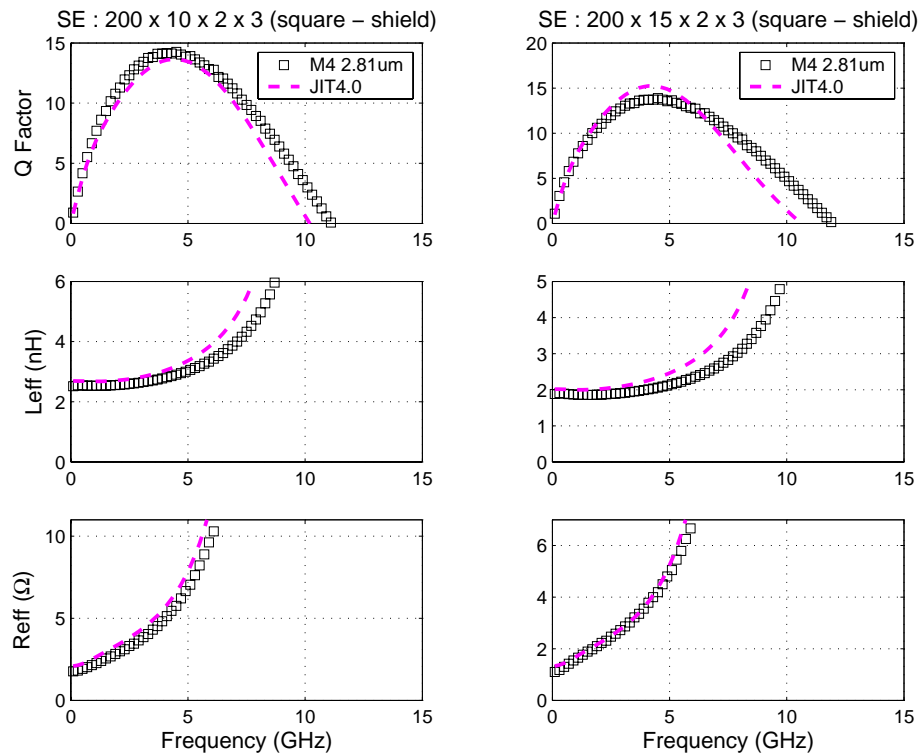 SE : 200 x 10 x 2 x 3 (square − shield)
SE : 200 x 15 x 2 x 3 (square − shield)
15
10
5
0
Q Factor
M4 2.81um
JIT4.0
0 5 10 15
20
15
10
5
0
M4 2.81um
JIT4.0
0 5 10 15
6
4
2
0
Leff (nH)
0 5 10 15
5
4
3
2
1
0
0 5 10 15
10
5
0
Reff (Ω)
0 5 10 15
Frequency (GHz)
6
4
2
0
0 5 10 15
Frequency (GHz)